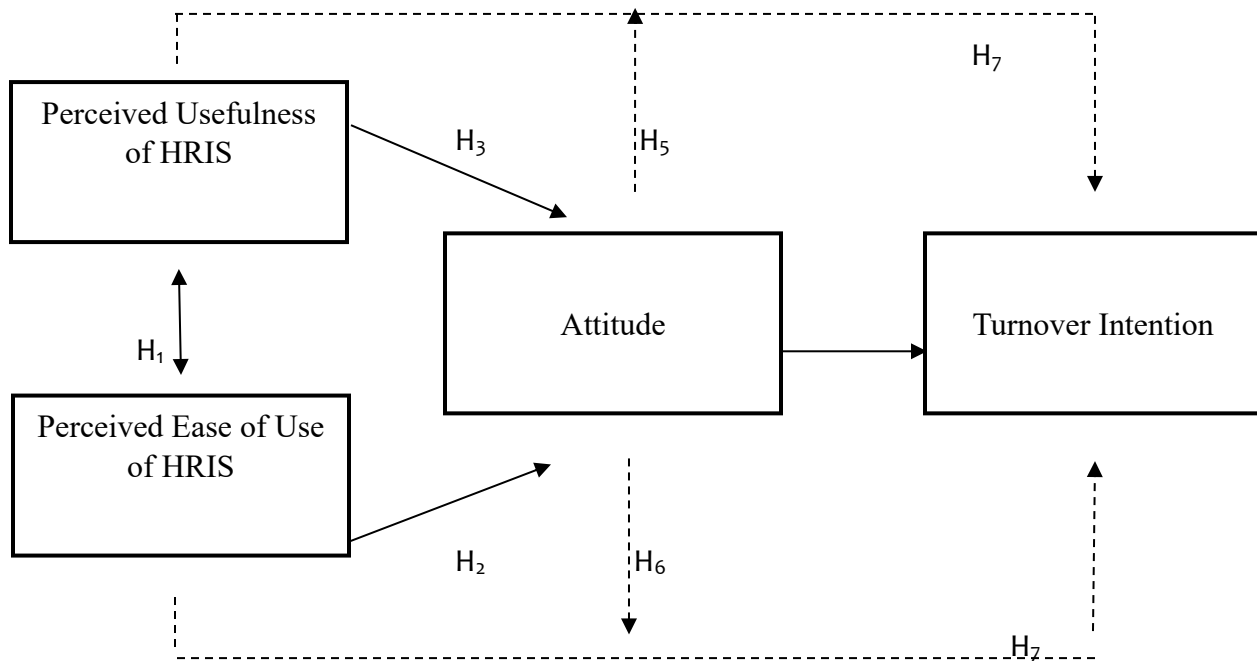 H₇
Perceived Usefulness
of HRIS
H₃
H₅
Attitude
Turnover Intention
H₁
Perceived Ease of Use
of HRIS
H₂
H₆
H₇